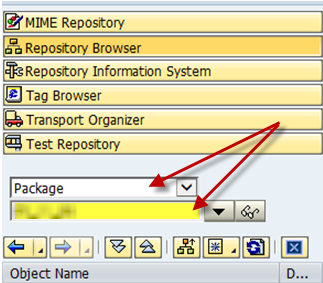 MIME Repository
Repository Browser
Repository Information System
Tag Browser
Transport Organizer
Test Repository
Package
Object Name D...